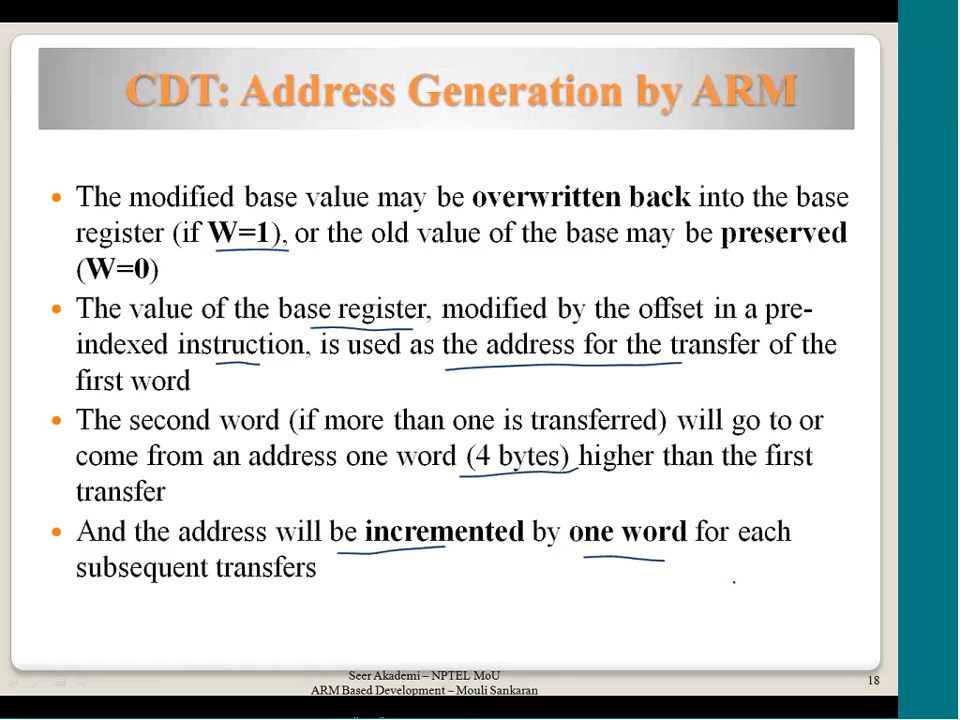 CDT: Address Generation by ARM
• The modified base value may be overwritten back into the base
register (if W=1), or the old value of the base may be preserved
(W=0)
• The value of the base register, modified by the offset in a pre-
indexed instruction, is used as the address for the transfer of the
first word
• The second word (if more than one is transferred) will go to or
come from an address one word (4 bytes) higher than the first
transfer
• And the address will be incremented by one word for each
subsequent transfers
Seer Akademi – NPTEL MoU
ARM Based Development – Mouli Sankaran
18